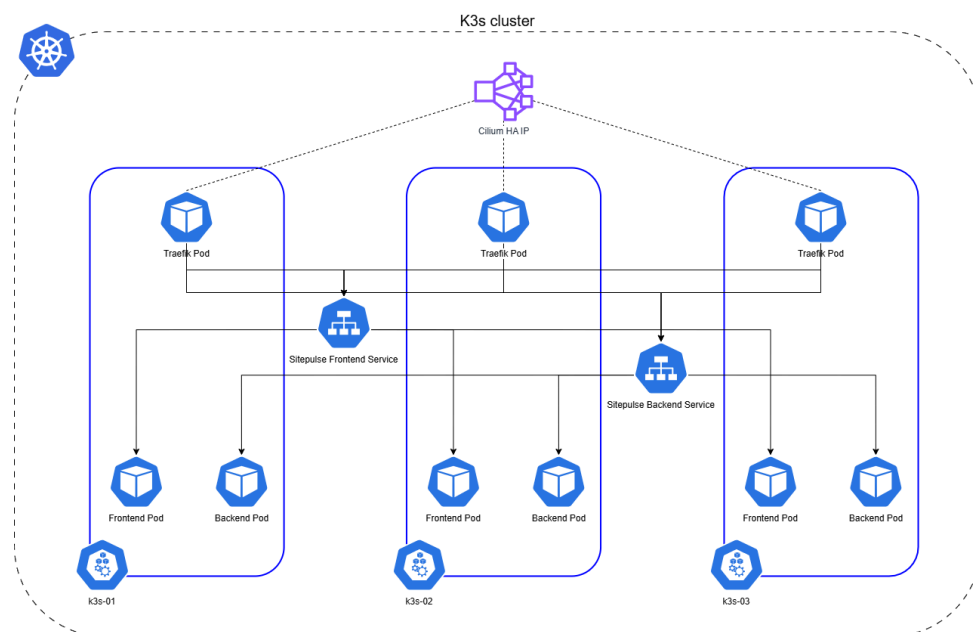 K3s cluster
Cilium HA IP
Traefik Pod
Traefik Pod
Traefik Pod
Sitepulse Frontend Service
Sitepulse Backend Service
Frontend Pod
Backend Pod
Frontend Pod
Backend Pod
Frontend Pod
Backend Pod
k3s-01
k3s-02
k3s-03